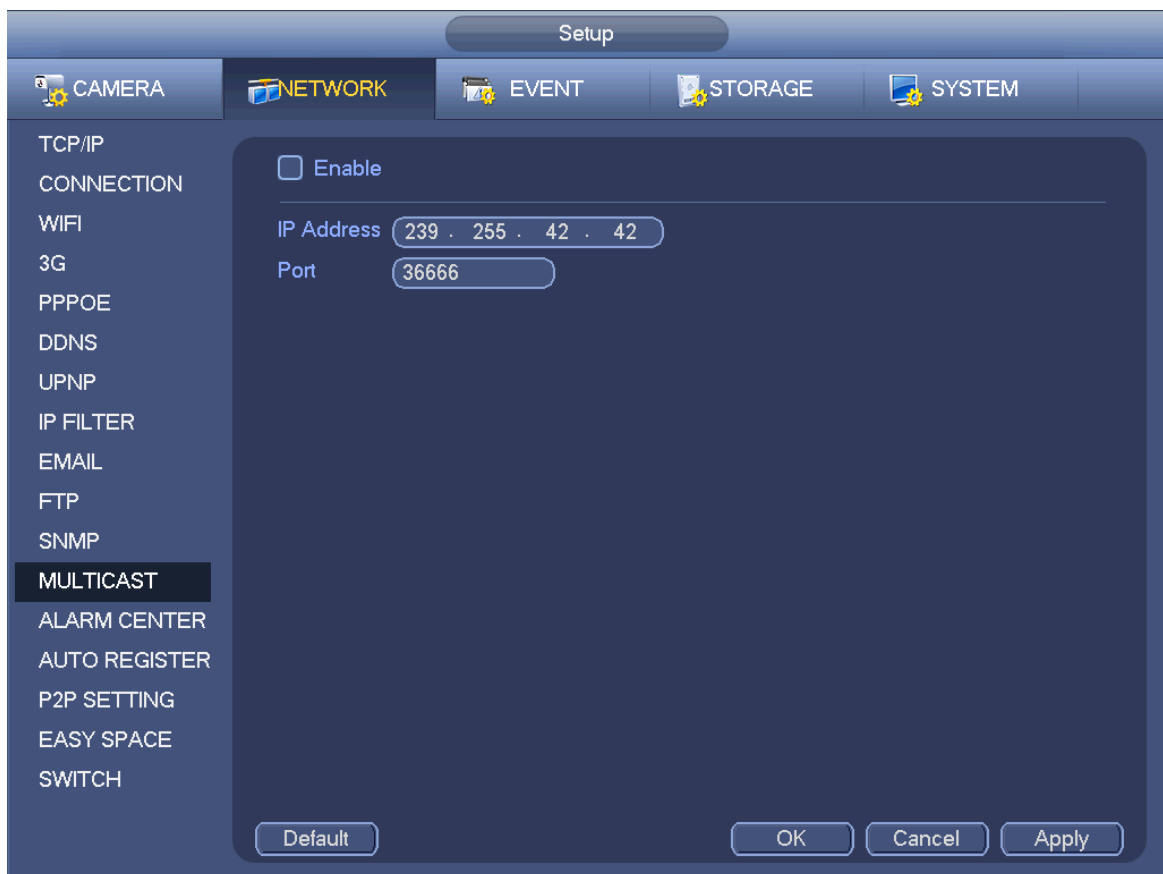 Setup
CAMERA NETWORK EVENT STORAGE SYSTEM
TCP/IP
CONNECTION
WIFI
3G
PPPOE
DDNS
UPNP
IP FILTER
EMAIL
FTP
SNMP
MULTICAST
ALARM CENTER
AUTO REGISTER
P2P SETTING
EASY SPACE
SWITCH
Enable
IP Address 239 . 255 . 42 . 42
Port 36666
Default OK Cancel Apply